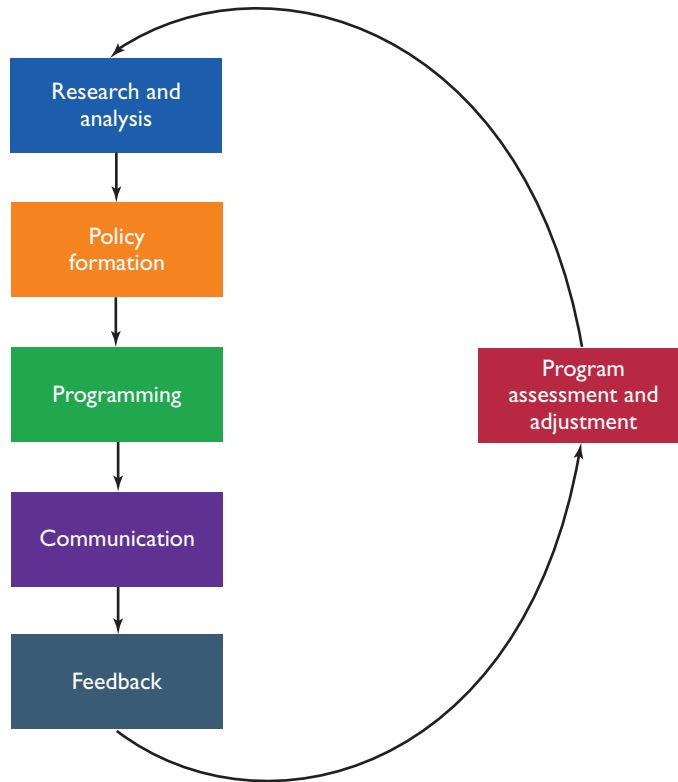 Research and
analysis
Policy
formation
Programming
Program
assessment and
adjustment
Communication
Feedback